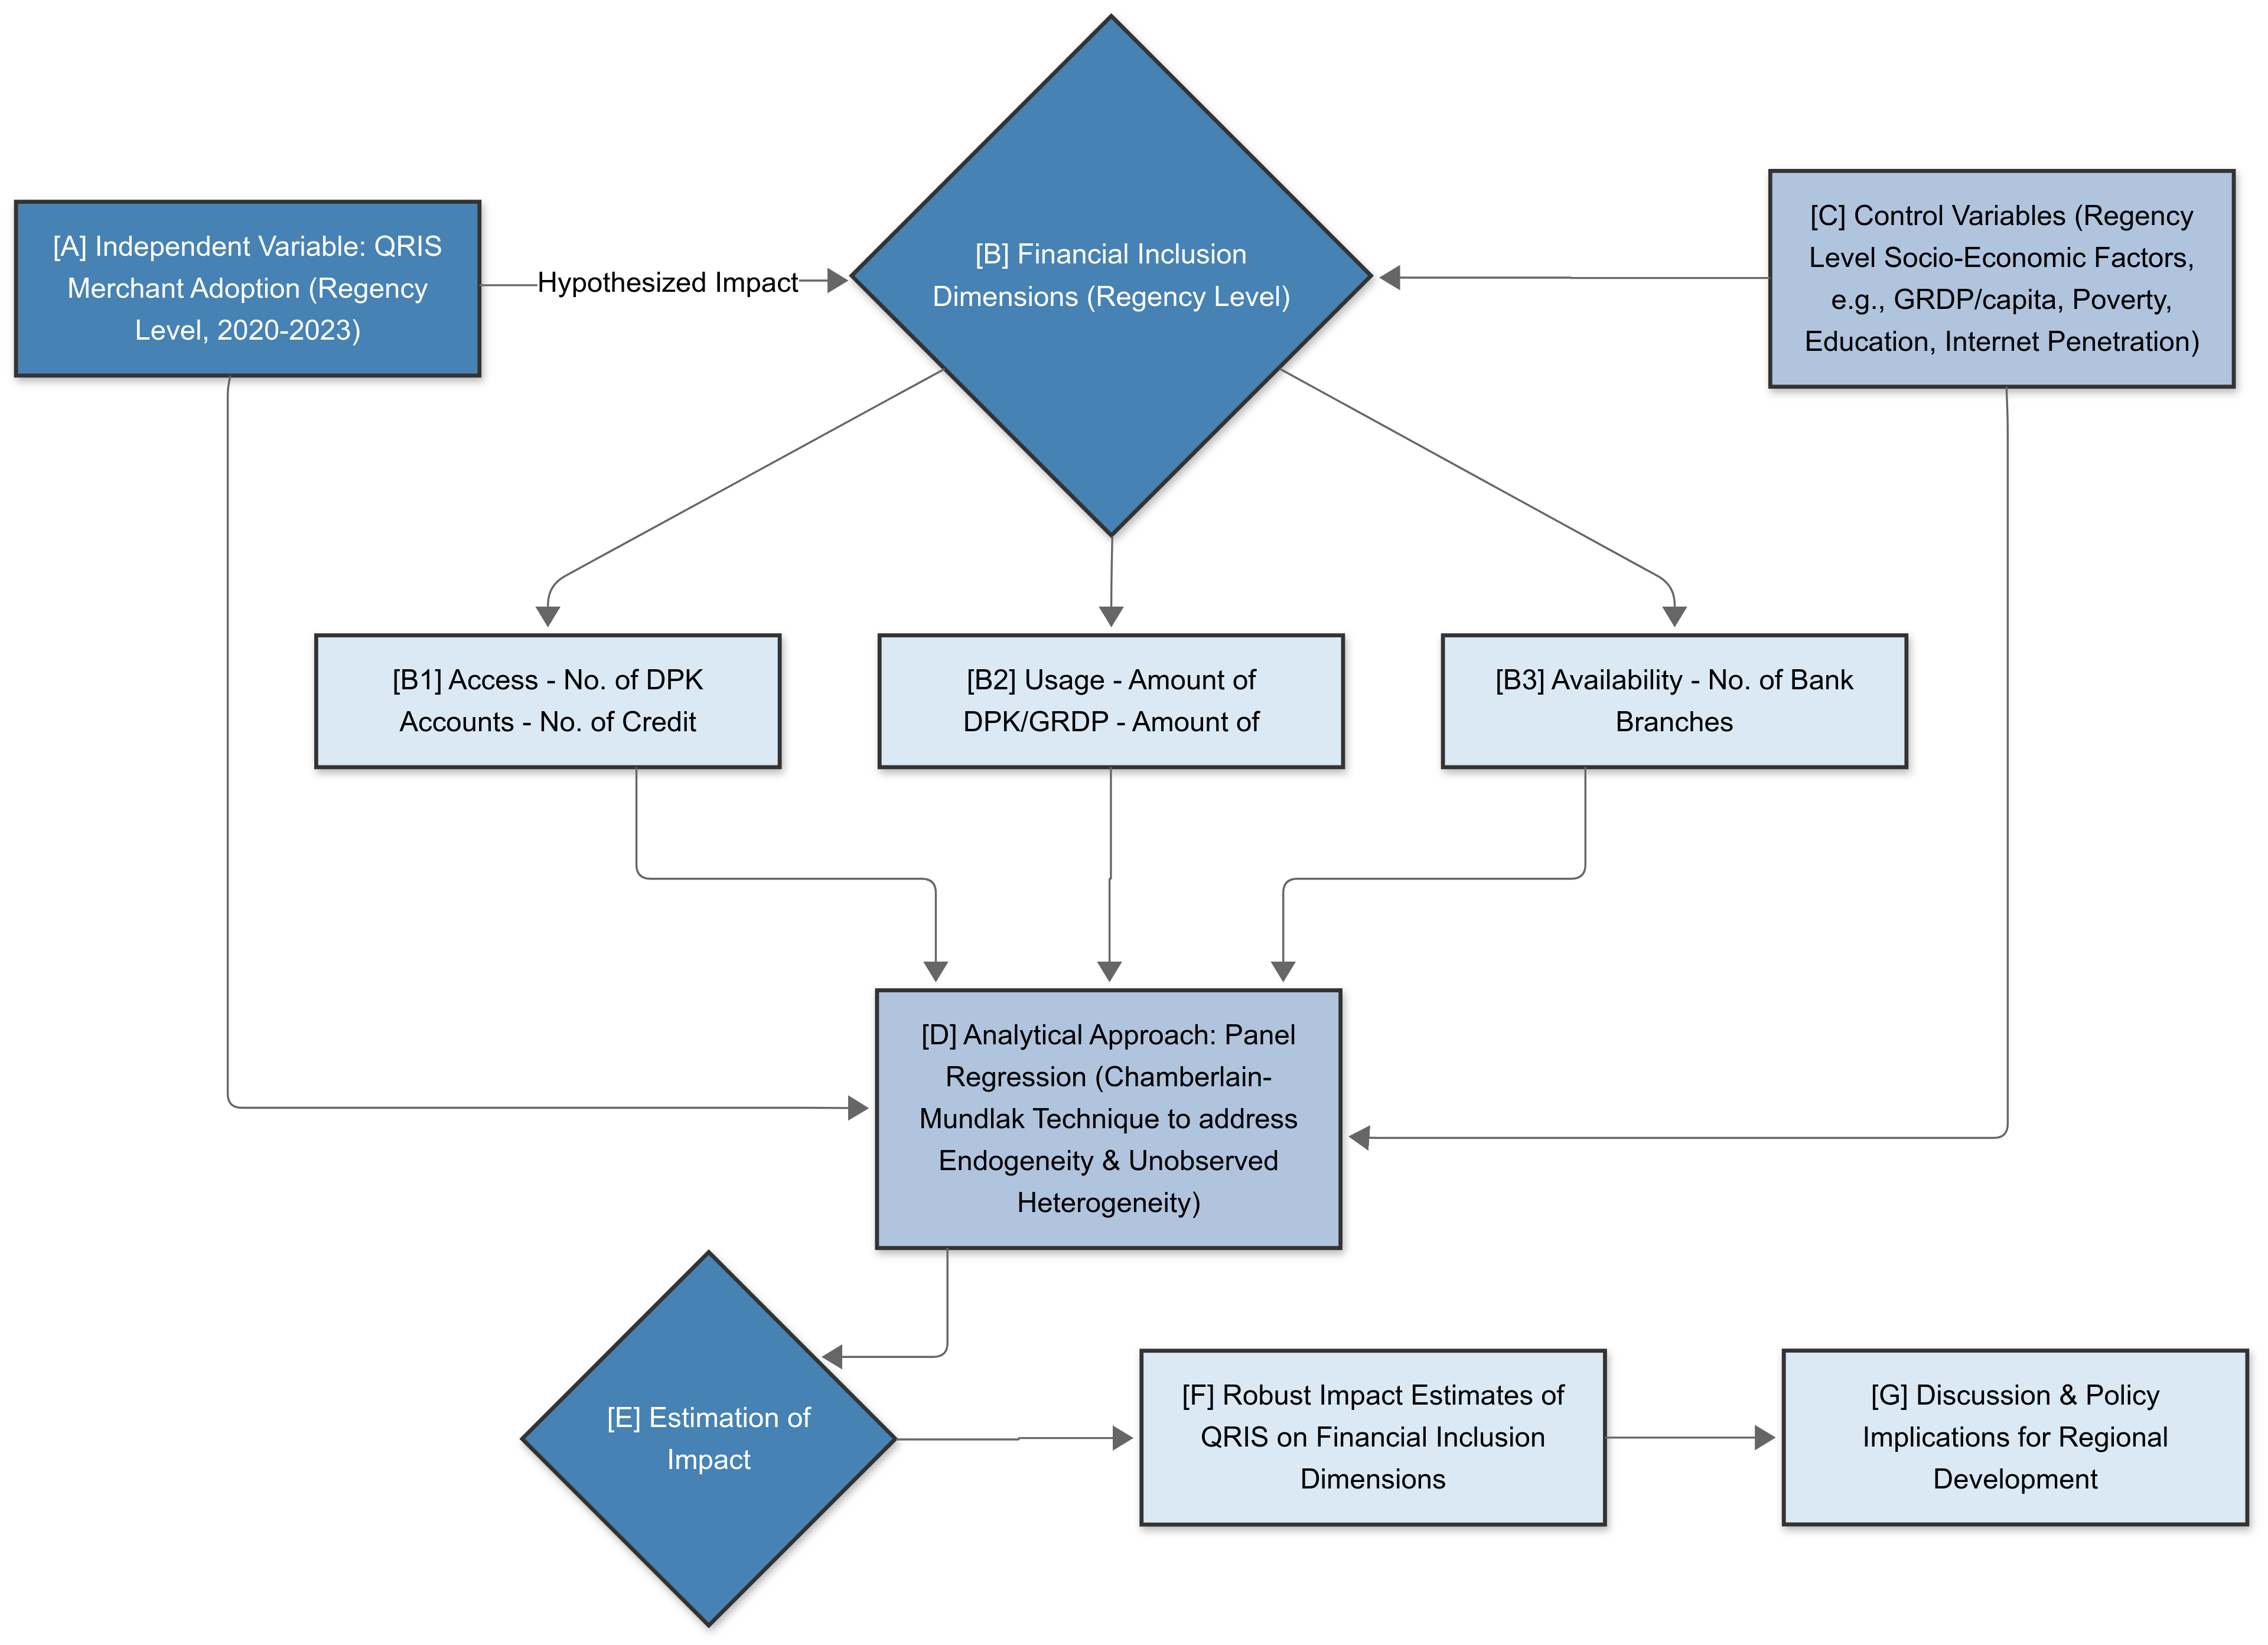 [A] Independent Variable: QRIS
Merchant Adoption (Regency
Level, 2020-2023)
Hypothesized Impact
[B] Financial Inclusion
Dimensions (Regency Level)
[C] Control Variables (Regency
Level Socio-Economic Factors,
e.g., GRDP/capita, Poverty,
Education, Internet Penetration)
[B1] Access - No. of DPK
Accounts - No. of Credit
[B2] Usage - Amount of
DPK/GRDP - Amount of
[B3] Availability - No. of Bank
Branches
[D] Analytical Approach: Panel
Regression (Chamberlain-
Mundlak Technique to address
Endogeneity & Unobserved
Heterogeneity)
[E] Estimation of
Impact
[F] Robust Impact Estimates of
QRIS on Financial Inclusion
Dimensions
[G] Discussion & Policy
Implications for Regional
Development